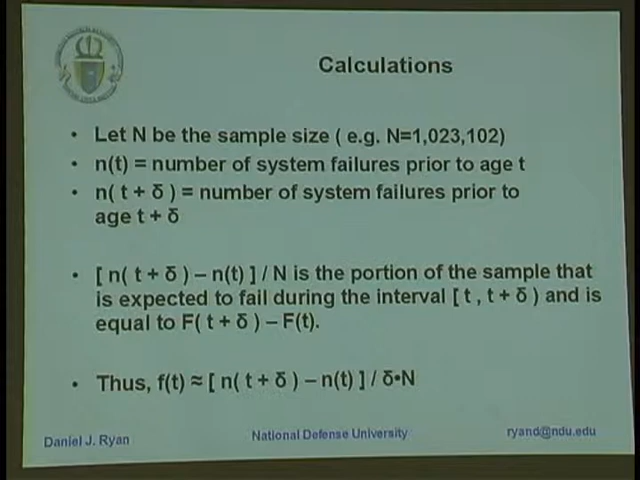 Calculations
• Let N be the sample size ( e.g. N=1,023,102)
• n(t) = number of system failures prior to age t
• n( t + δ ) = number of system failures prior to
age t + δ
• [ n( t + δ ) – n(t) ] / N is the portion of the sample that
is expected to fail during the interval [ t , t + δ ) and is
equal to F( t + δ ) – F(t).
• Thus, f(t) ≈ [ n( t + δ ) – n(t) ] / δ•N
Daniel J. Ryan
National Defense University
ryand@ndu.edu